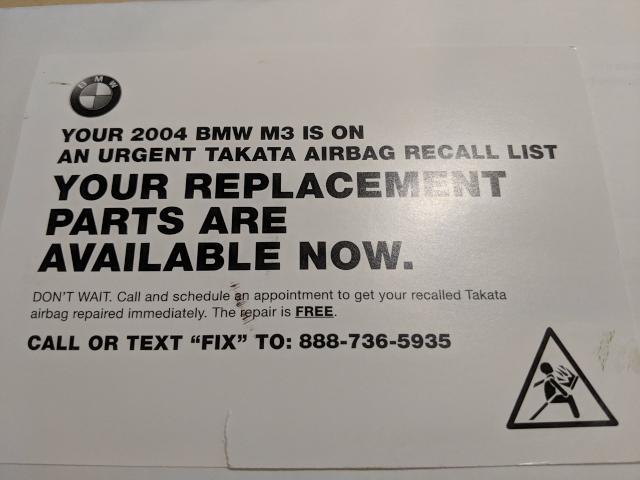 BMW
YOUR 2004 BMW M3 IS ON
AN URGENT TAKATA AIRBAG RECALL LIST
YOUR REPLACEMENT
PARTS ARE
AVAILABLE NOW.
DON'T WAIT. Call and schedule an appointment to get your recalled Takata
airbag repaired immediately. The repair is FREE.
CALL OR TEXT “FIX” TO: 888-736-5935